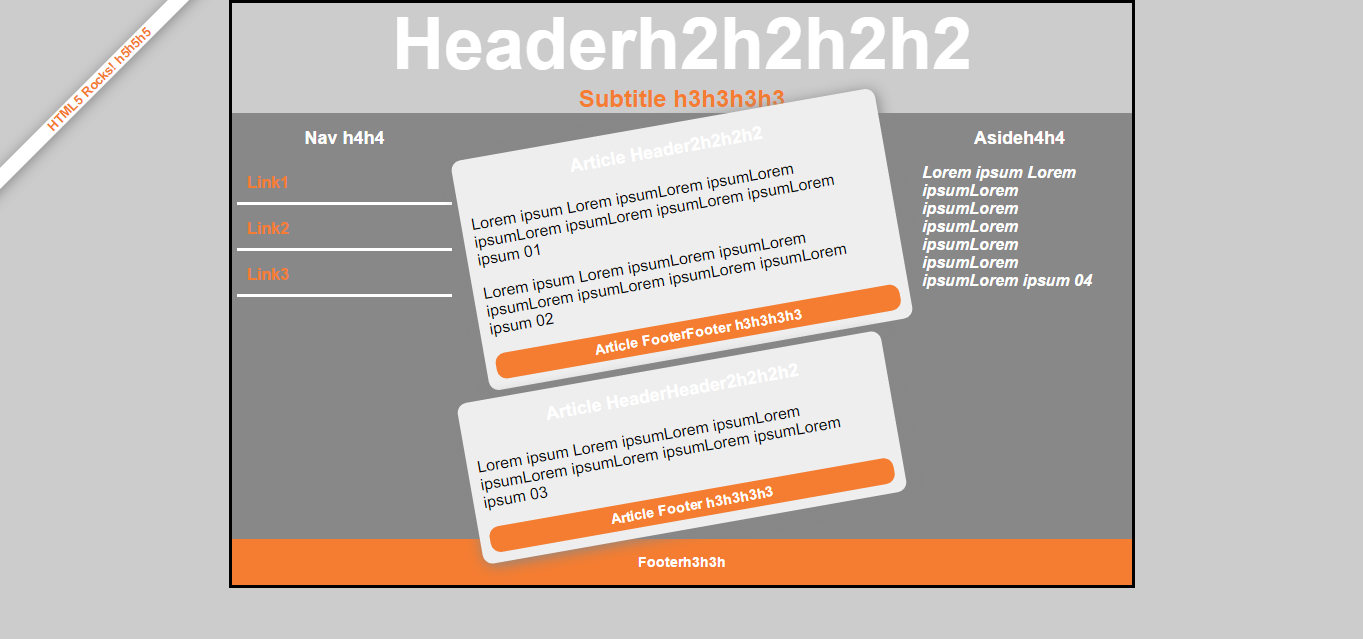 HTML5 Rocks! h5h5h5
Headerh2h2h2h2
Subtitle h3h3h3h3
Nav h4h4
Link1
Link2
Link3
Article Header2h2h2h2
Lorem ipsum Lorem ipsumLorem ipsumLorem
ipsumLorem ipsumLorem ipsumLorem ipsumLorem
ipsum 01
Lorem ipsum Lorem ipsumLorem ipsumLorem
ipsumLorem ipsumLorem ipsumLorem ipsumLorem
ipsum 02
Article FooterFooter h3h3h3h3
Article HeaderHeader2h2h2h2
Lorem ipsum Lorem ipsumLorem ipsumLorem
ipsumLorem ipsumLorem ipsumLorem ipsumLorem
ipsum 03
Article Footer h3h3h3h3
Asideh4h4
Lorem ipsum Lorem
ipsumLorem
ipsumLorem
ipsumLorem
ipsumLorem
ipsumLorem
ipsumLorem ipsum 04
Footerh3h3h